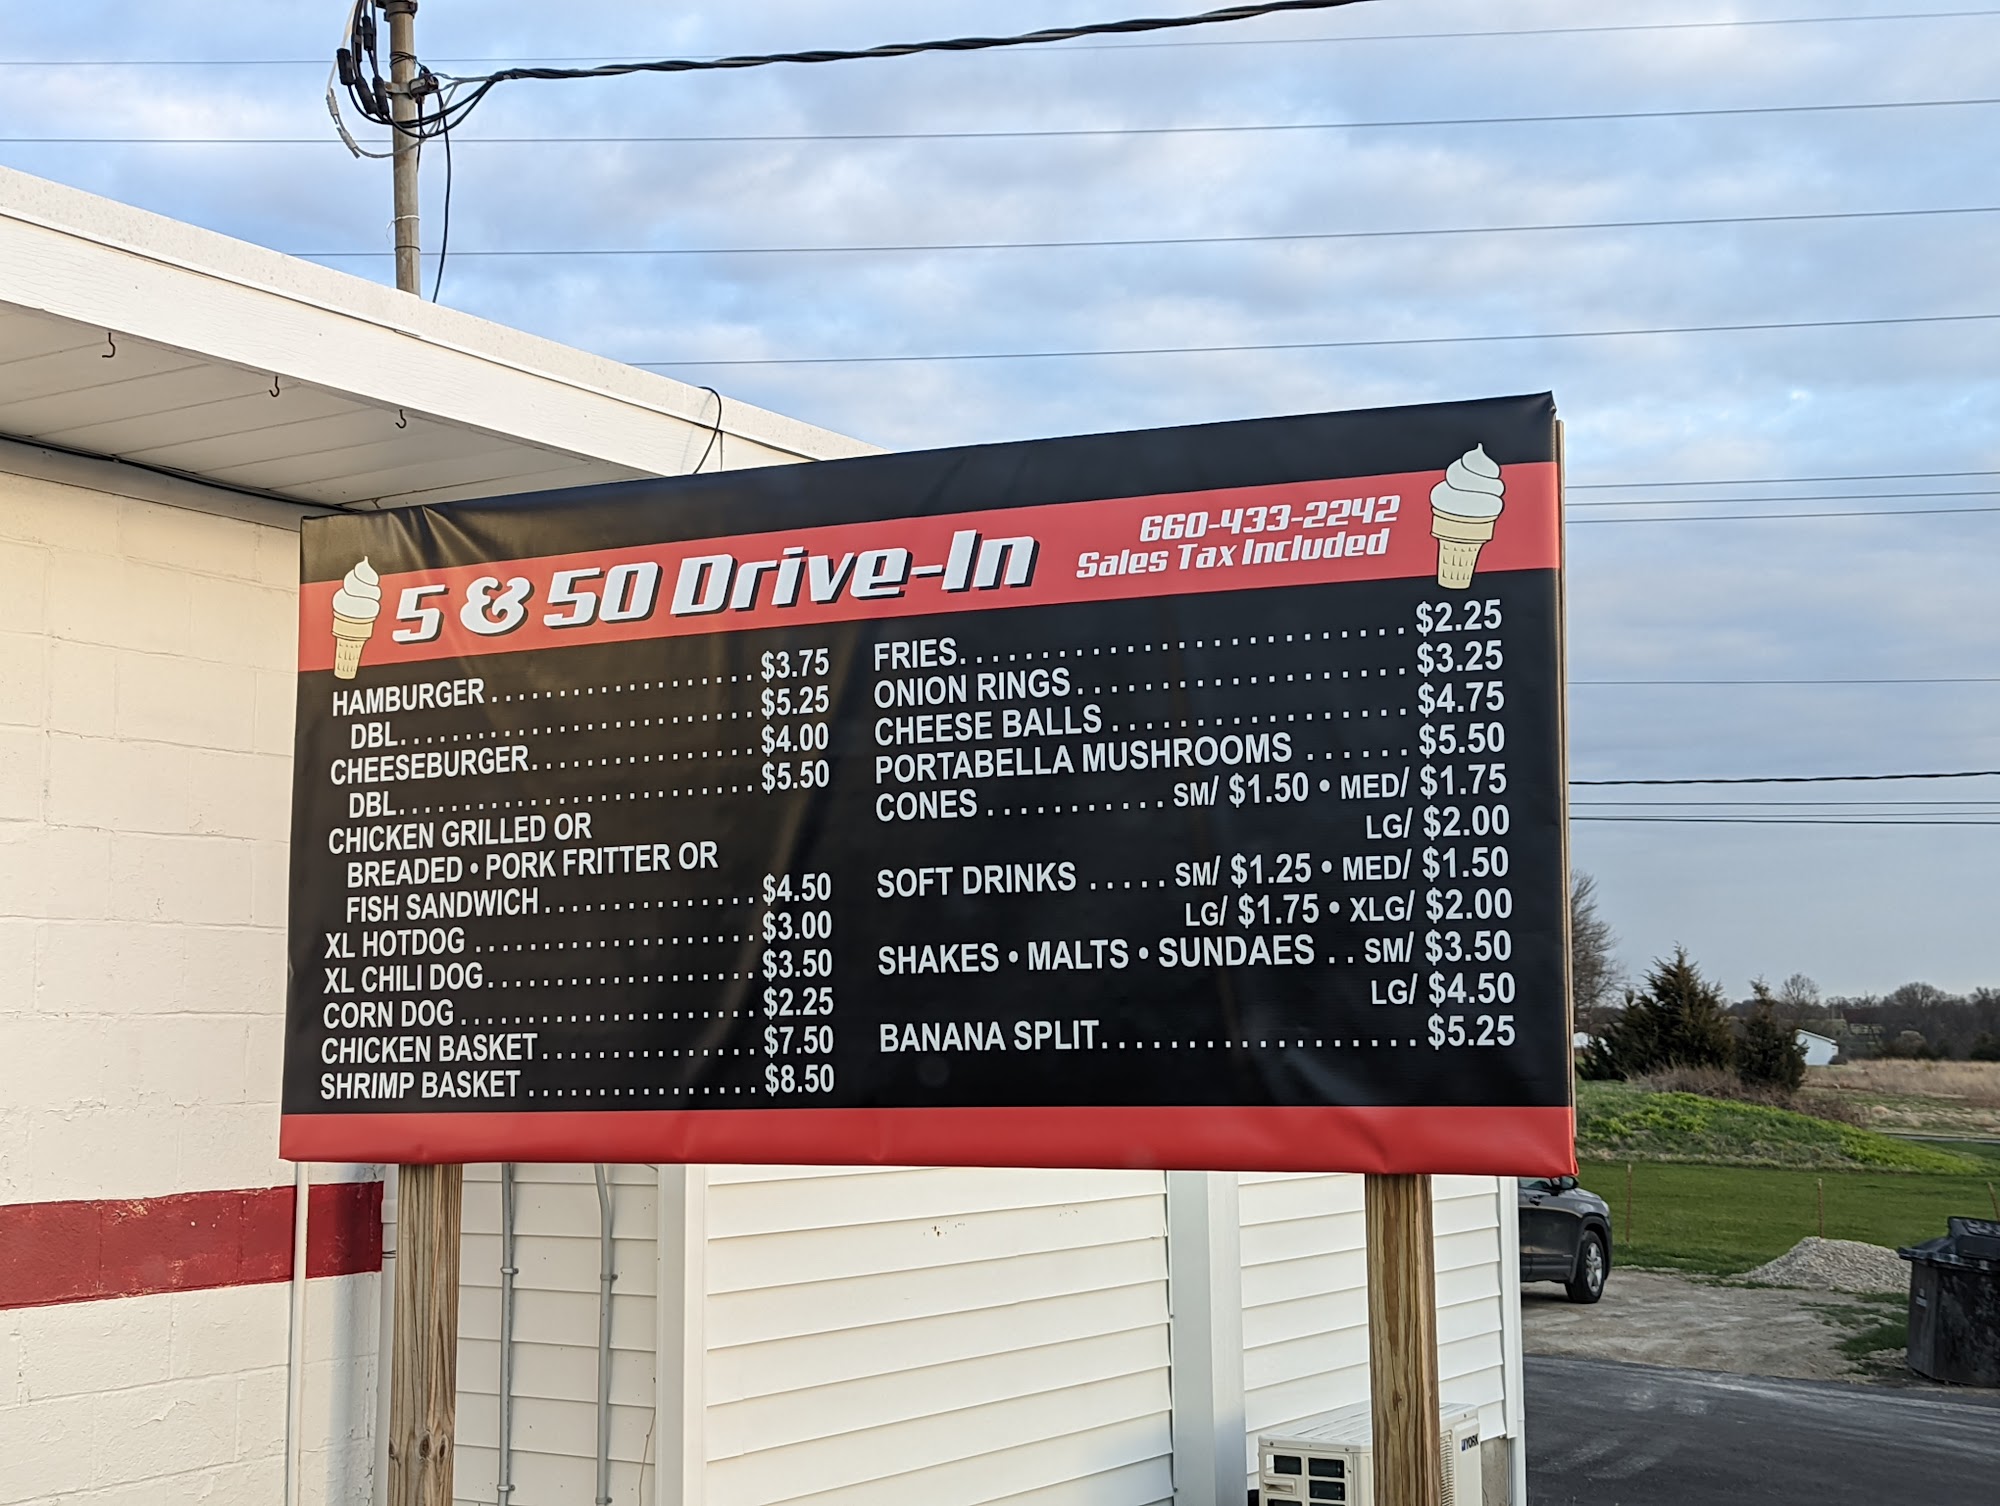 5 & 50 Drive-In
660-433-2242
Sales Tax Included
HAMBURGER................... $3.75
DBL......................... $5.25
CHEESEBURGER................ $4.00
DBL......................... $5.50
CHICKEN GRILLED OR
BREADED • PORK FRITTER OR
FISH SANDWICH............... $4.50
XL HOTDOG................... $3.00
XL CHILI DOG................ $3.50
CORN DOG.................... $2.25
CHICKEN BASKET.............. $7.50
SHRIMP BASKET............... $8.50
FRIES....................... $2.25
ONION RINGS................. $3.25
CHEESE BALLS................ $4.75
PORTABELLA MUSHROOMS ...... $5.50
CONES ........... SM/ $1.50 • MED/ $1.75
LG/ $2.00
SOFT DRINKS ..... SM/ $1.25 • MED/ $1.50
LG/ $1.75 • XLG/ $2.00
SHAKES • MALTS • SUNDAES .. SM/ $3.50
LG/ $4.50
BANANA SPLIT.................. $5.25
YORK